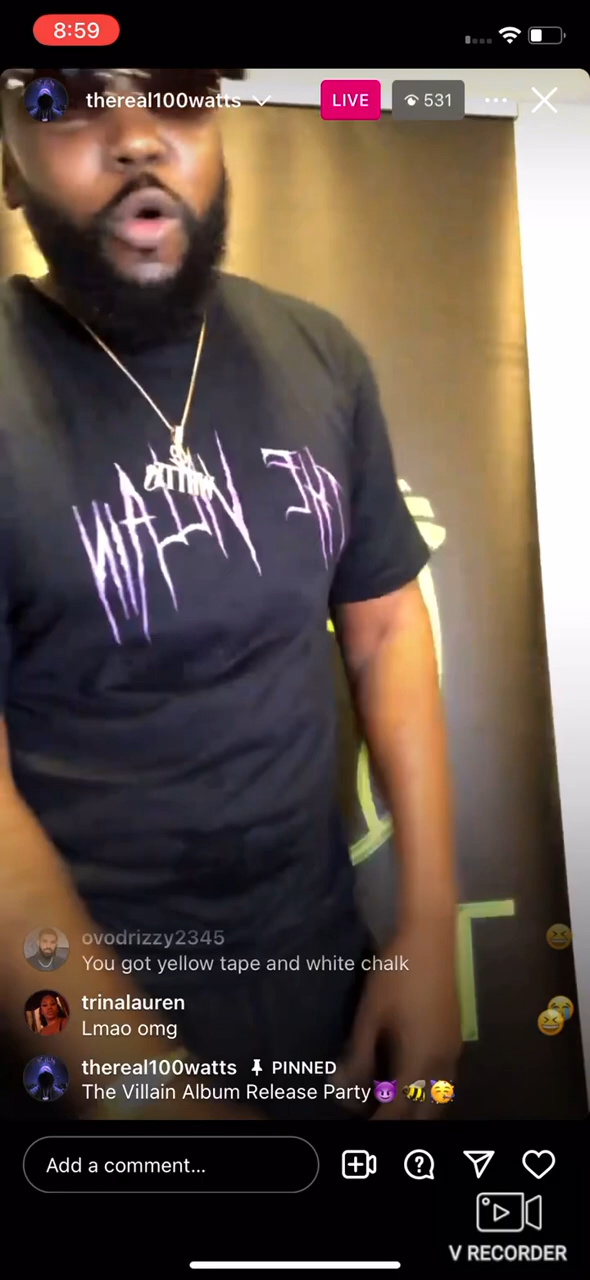 8:59
thereal100watts
LIVE
531
THE VILLAIN
ovodrizzy2345
You got yellow tape and white chalk
trinalauren
Lmao omg
thereal100watts PINNED
The Villain Album Release Party😈 🐝🥳
Add a comment...
V RECORDER